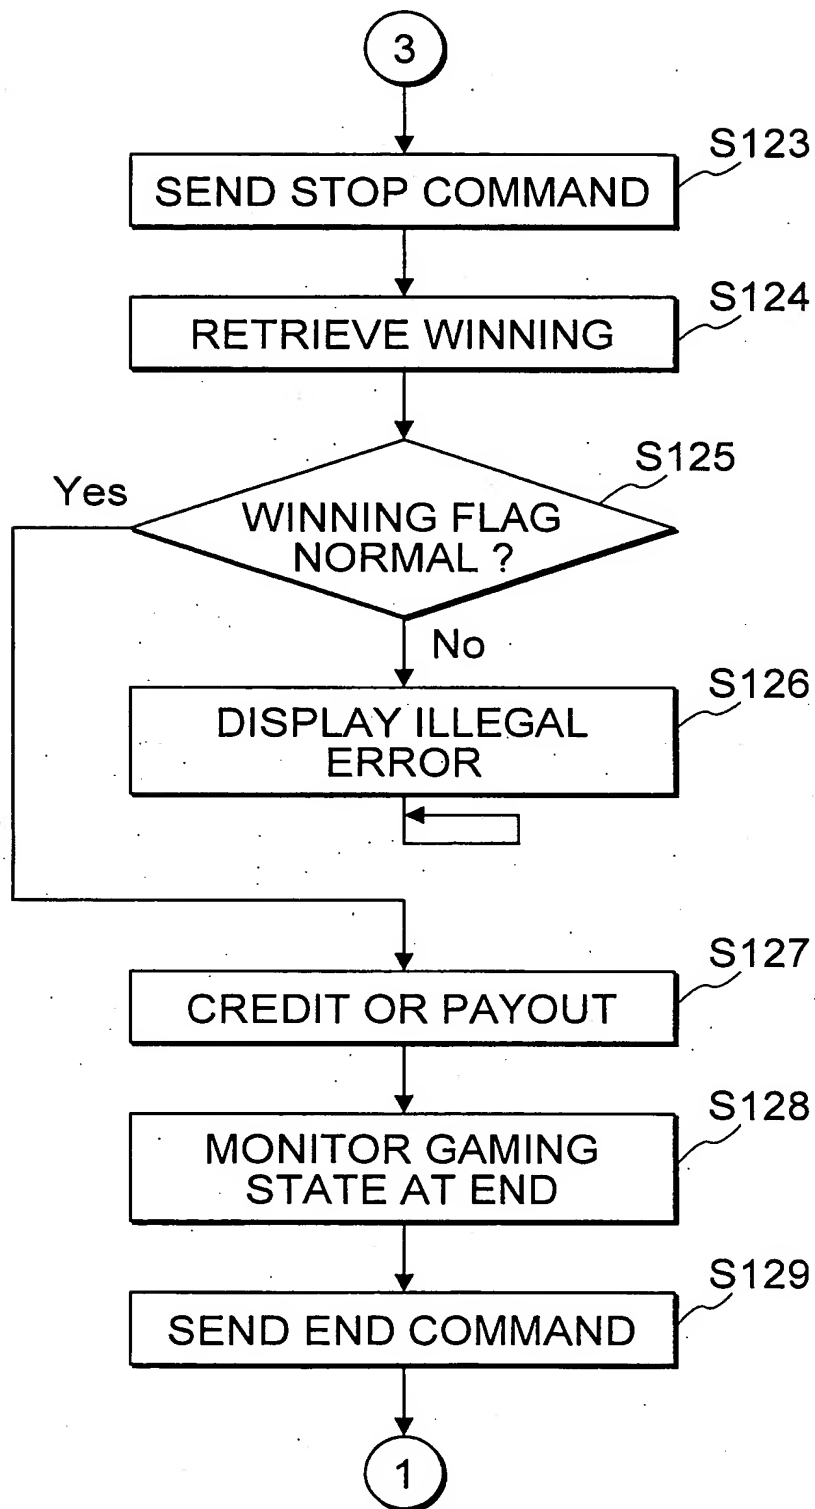 3
S123
SEND STOP COMMAND
S124
RETRIEVE WINNING
S125
Yes
WINNING FLAG
NORMAL ?
No
S126
DISPLAY ILLEGAL
ERROR
S127
CREDIT OR PAYOUT
S128
MONITOR GAMING
STATE AT END
S129
SEND END COMMAND
1